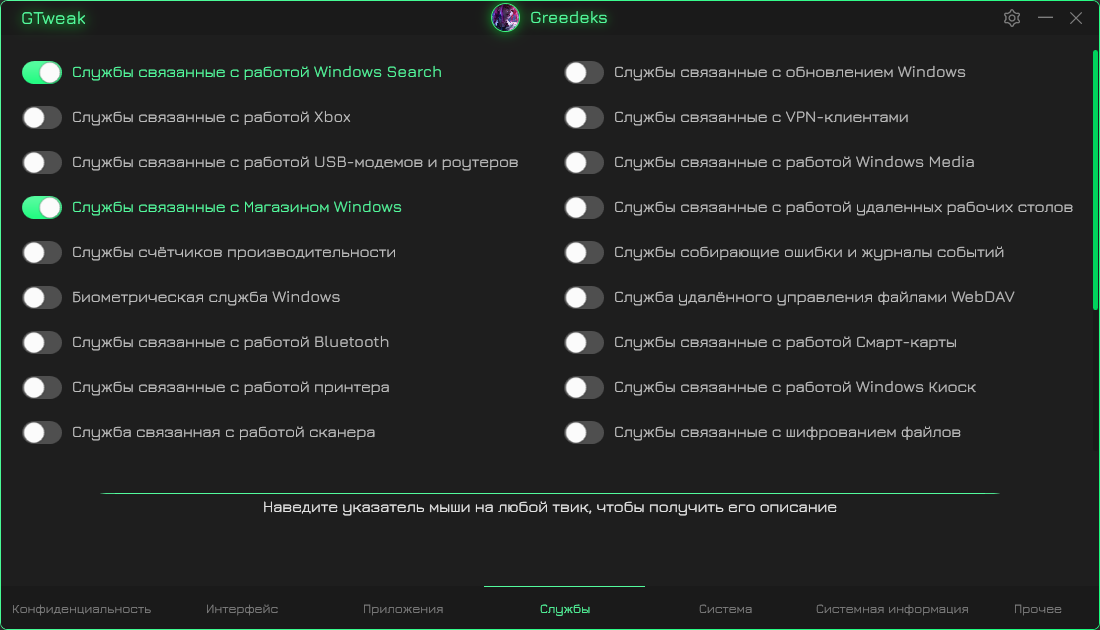 GTweak
Greedeks
Службы связанные с работой Windows Search
Службы связанные с обновлением Windows
Службы связанные с работой Xbox
Службы связанные с VPN-клиентами
Службы связанные с работой USB-модемов и роутеров
Службы связанные с работой Windows Media
Службы связанные с Магазином Windows
Службы связанные с работой удаленных рабочих столов
Службы счётчиков производительности
Службы собирающие ошибки и журналы событий
Биометрическая служба Windows
Служба удалённого управления файлами WebDAV
Службы связанные с работой Bluetooth
Службы связанные с работой Смарт-карты
Службы связанные с работой принтера
Службы связанные с работой Windows Киоск
Служба связанная с работой сканера
Службы связанные с шифрованием файлов
Наведите указатель мыши на любой твик, чтобы получить его описание
Конфиденциальность
Интерфейс
Приложения
Службы
Система
Системная информация
Прочее